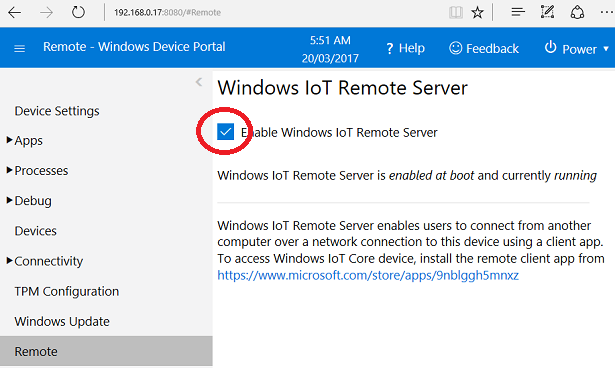 192.168.0.17:8080/#Remote
Remote - Windows Device Portal
5:51 AM
20/03/2017
? Help
Feedback
Power
Device Settings
Apps
Processes
Debug
Devices
Connectivity
TPM Configuration
Windows Update
Remote
Windows IoT Remote Server
Enable Windows IoT Remote Server
Windows IoT Remote Server is enabled at boot and currently running
Windows IoT Remote Server enables users to connect from another
computer over a network connection to this device using a client app.
To access Windows IoT Core device, install the remote client app from
https://www.microsoft.com/store/apps/9nblggh5mnxz